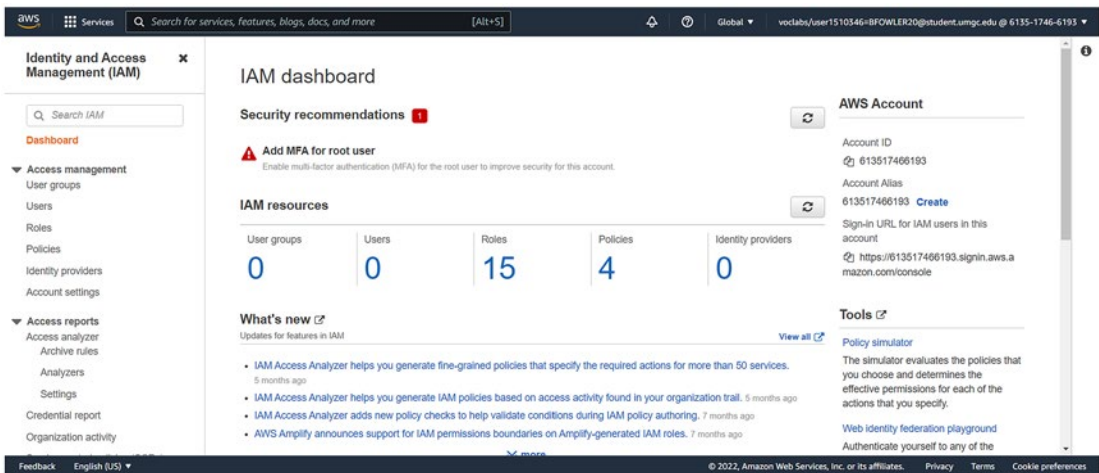 aws Services Search for services, features, blogs, docs, and more [Alt+S] Global ▼ voclabs/user1510346=BFOWLER20@student.umgc.edu @ 6135-1746-6193 ▼
Identity and Access
Management (IAM)
Search IAM
Dashboard
Access management
User groups
Users
Roles
Policies
Identity providers
Account settings
Access reports
Access analyzer
Archive rules
Analyzers
Settings
Credential report
Organization activity
IAM dashboard
Security recommendations 1
Add MFA for root user
Enable multi-factor authentication (MFA) for the root user to improve security for this account.
IAM resources
User groups Users Roles Policies Identity providers
0 0 15 4 0
What's new
Updates for features in IAM View all
• IAM Access Analyzer helps you generate fine-grained policies that specify the required actions for more than 50 services.
5 months ago
• IAM Access Analyzer helps you generate IAM policies based on access activity found in your organization trail. 5 months ago
• IAM Access Analyzer adds new policy checks to help validate conditions during IAM policy authoring. 7 months ago
• AWS Amplify announces support for IAM permissions boundaries on Amplify-generated IAM roles. 7 months ago
more
AWS Account
Account ID
613517466193
Account Alias
613517466193 Create
Sign-in URL for IAM users in this
account
https://613517466193.signin.aws.a
mazon.com/console
Tools
Policy simulator
The simulator evaluates the policies that
you choose and determines the
effective permissions for each of the
actions that you specify.
Web identity federation playground
Authenticate yourself to any of the
Feedback English (US) ▼ © 2022, Amazon Web Services, Inc. or its affiliates. Privacy Terms Cookie preferences